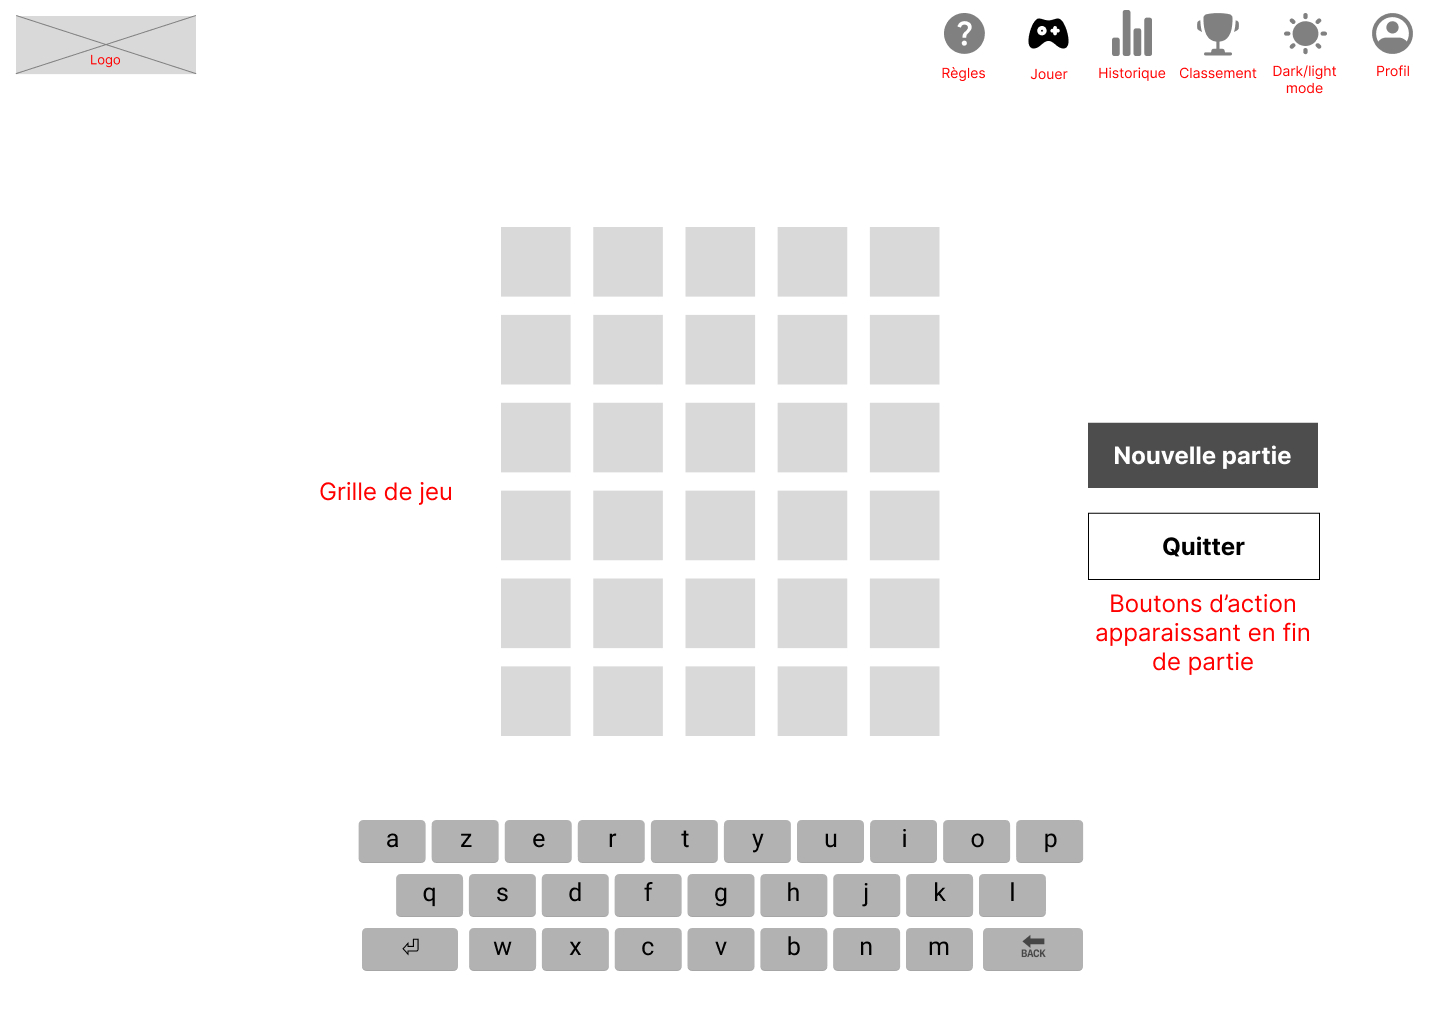 Logo
Règles
Jouer
Historique
Classement
Dark/light
mode
Profil
Grille de jeu
Nouvelle partie
Quitter
Boutons d’action
apparaissant en fin
de partie
a z e r t y u i o p
q s d f g h j k l
⏎ w x c v b n m BACK